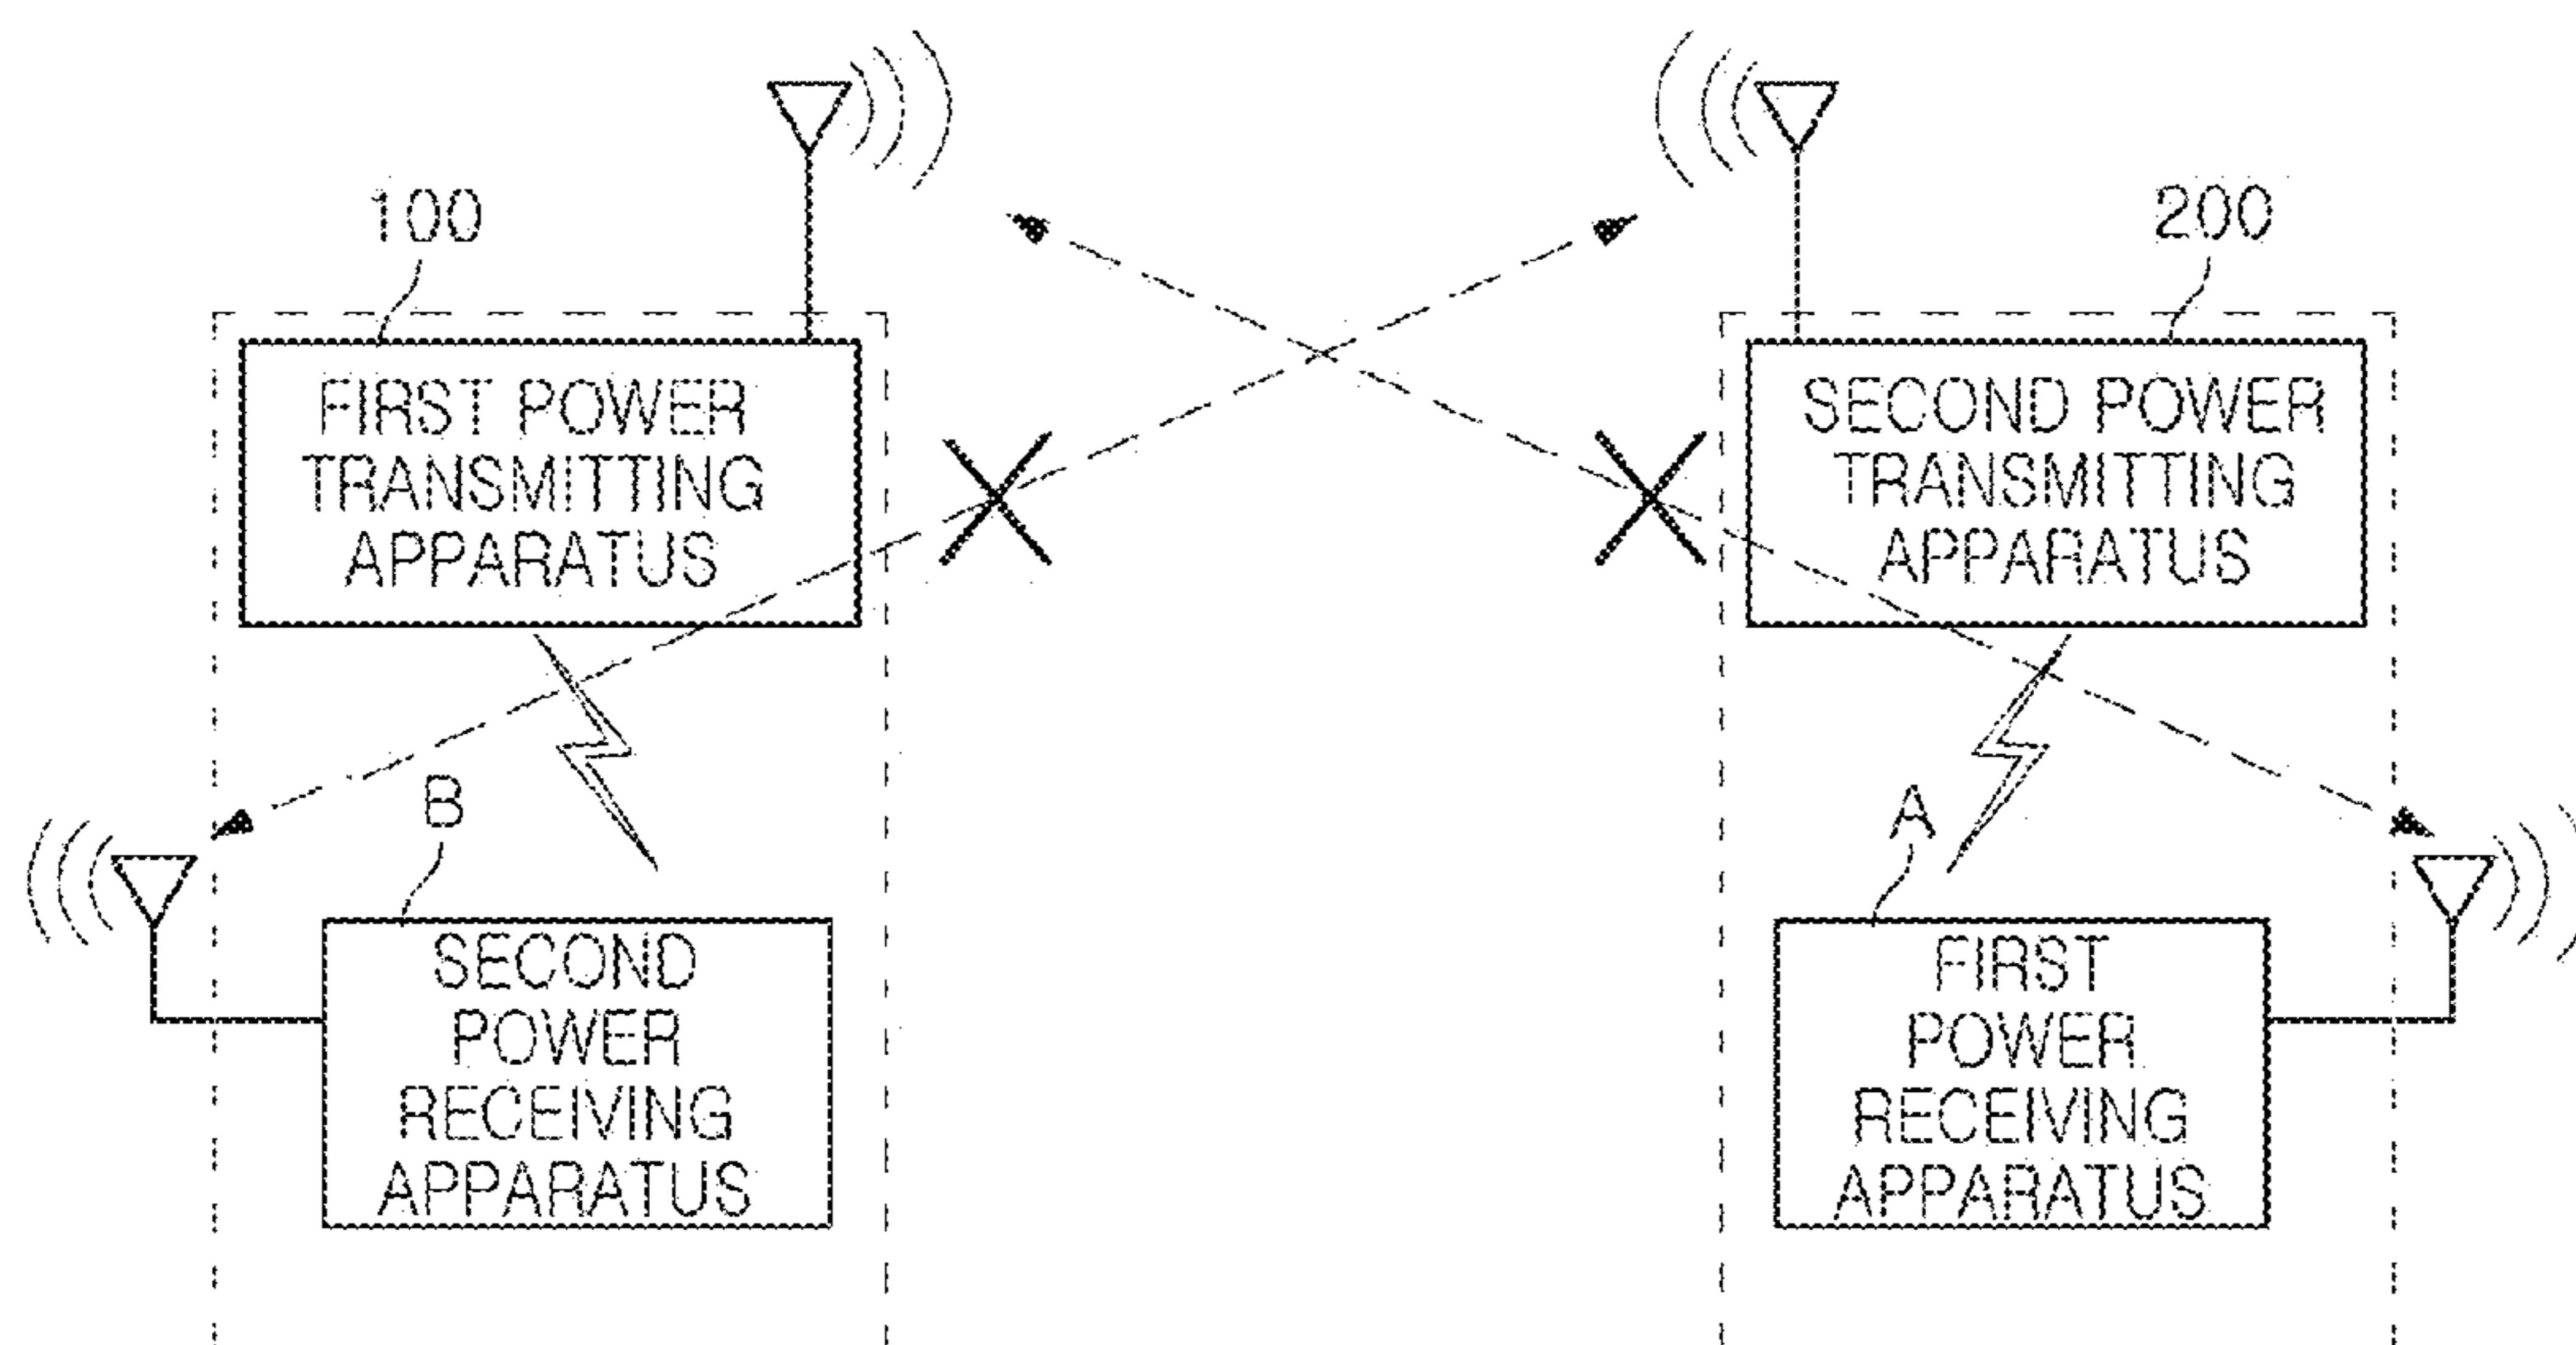 100
200
FIRST POWER
TRANSMITTING
APPARATUS
SECOND POWER
TRANSMITTING
APPARATUS
B
A
SECOND
POWER
RECEIVING
APPARATUS
FIRST
POWER
RECEIVING
APPARATUS